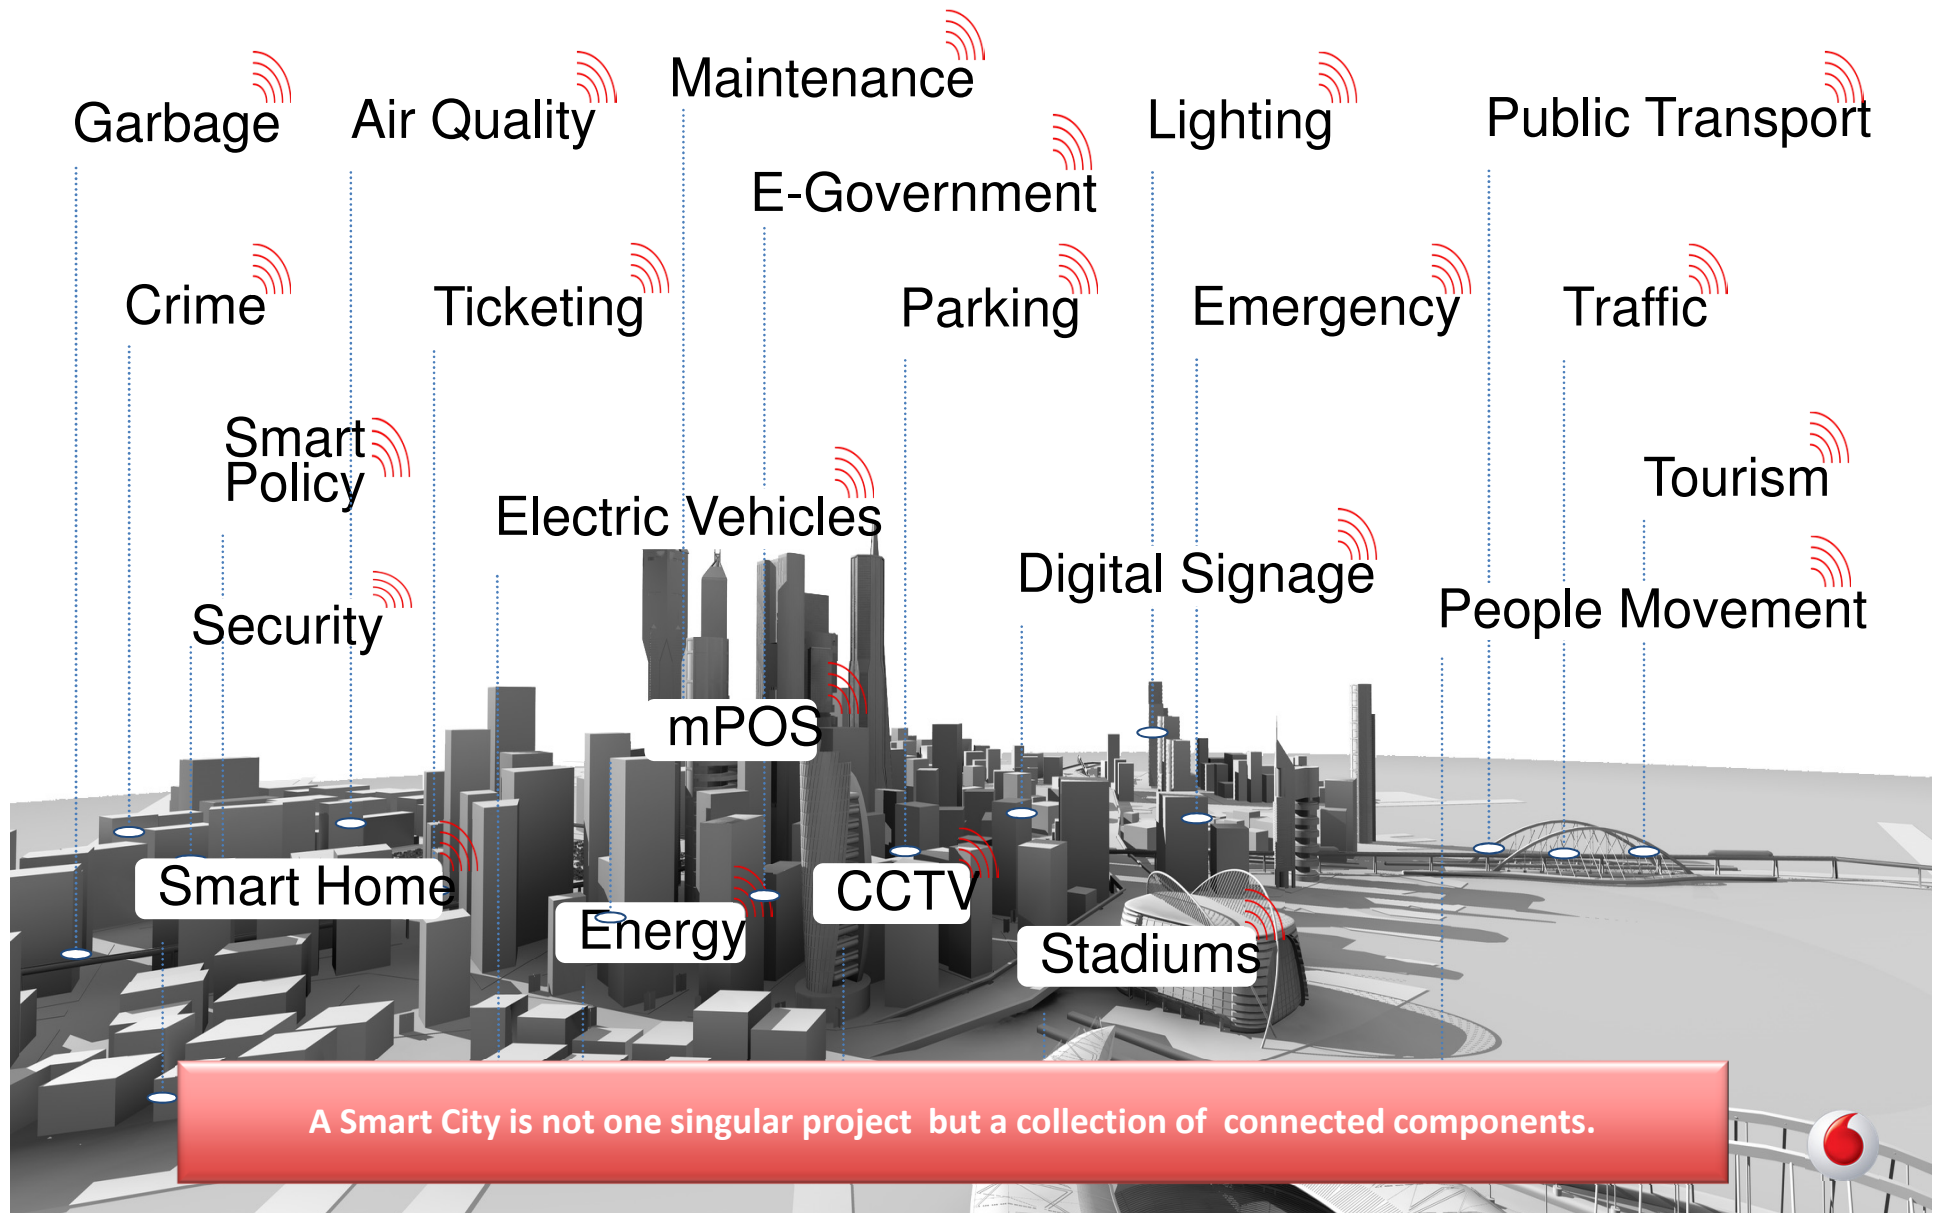 Maintenance
Garbage
Air Quality
Lighting
Public Transport
E-Government
Crime
Ticketing
Parking
Emergency
Traffic
Smart
Policy
Electric Vehicles
Tourism
Digital Signage
Security
People Movement
mPOS
Smart Home
Energy
CCTV
Stadiums
A Smart City is not one singular project but a collection of connected components.